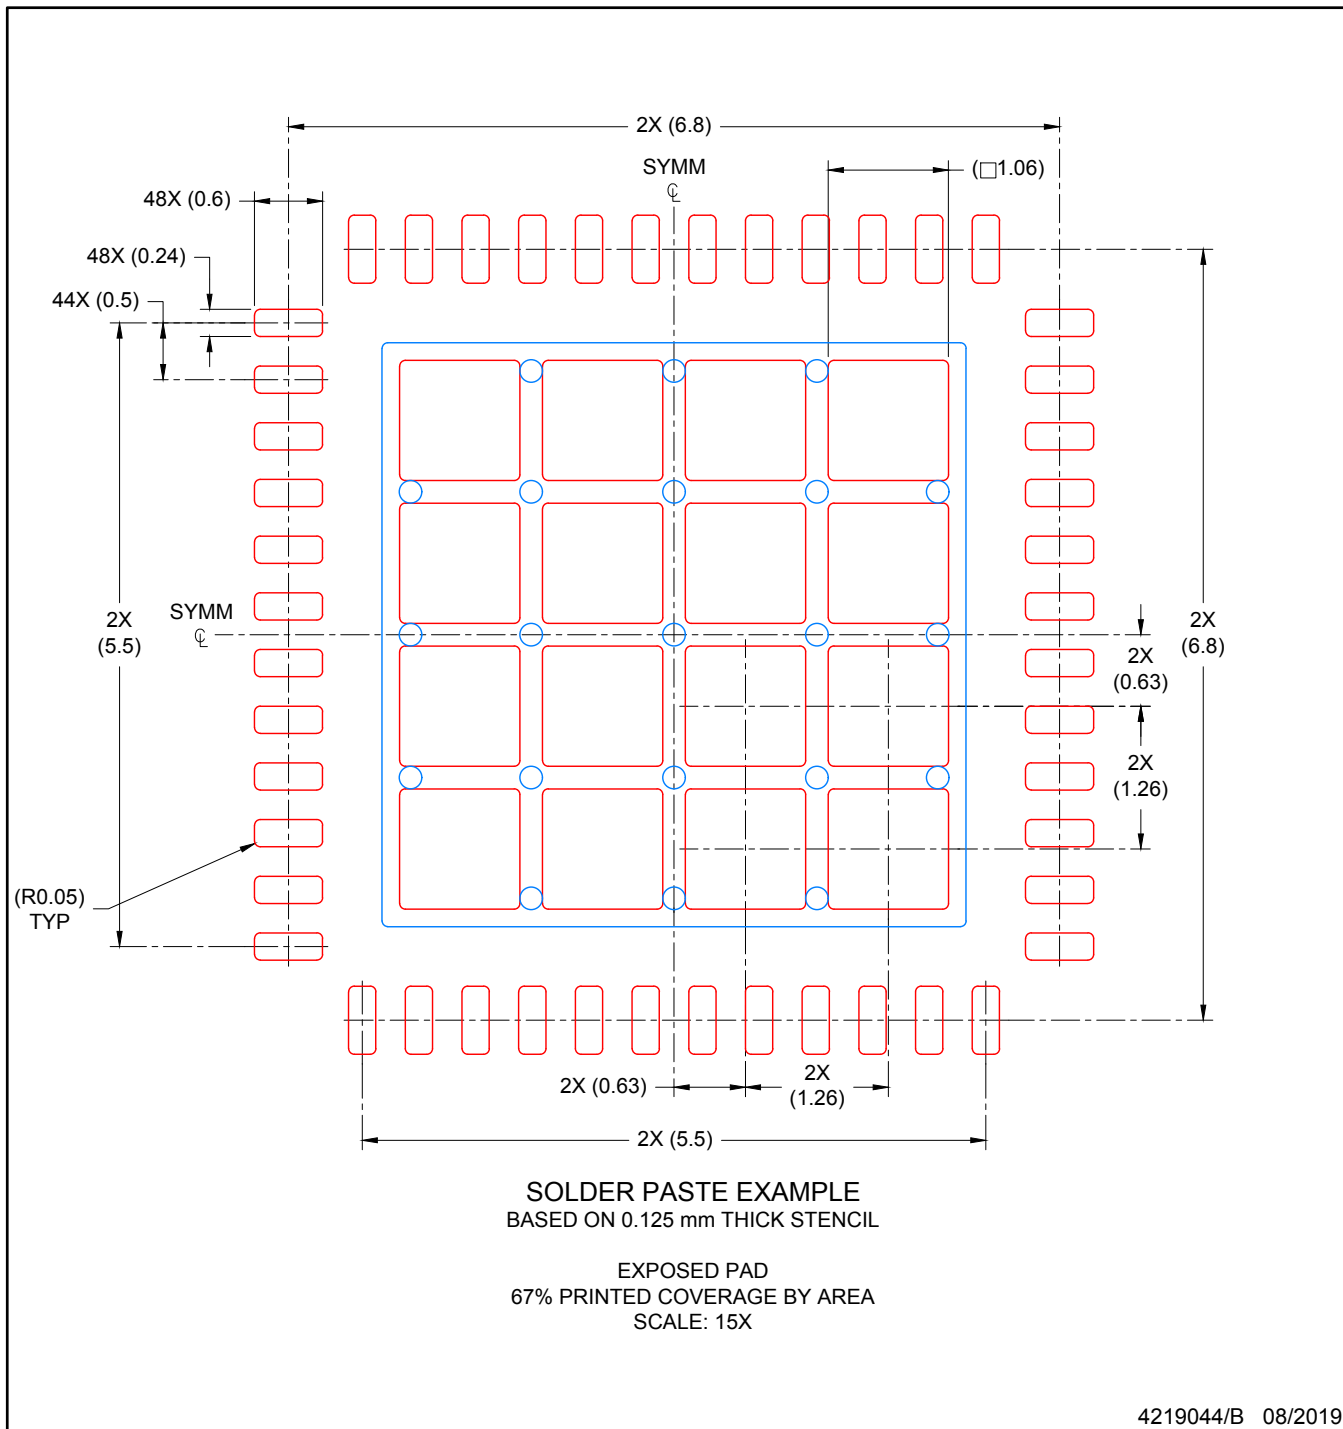 2X (6.8)
SYMM
℄
(□1.06)
48X (0.6)
48X (0.24)
44X (0.5)
SYMM
℄
2X
(5.5)
2X
(6.8)
2X
(0.63)
2X
(1.26)
(R0.05)
TYP
2X (0.63)
2X
(1.26)
2X (5.5)
SOLDER PASTE EXAMPLE
BASED ON 0.125 mm THICK STENCIL
EXPOSED PAD
67% PRINTED COVERAGE BY AREA
SCALE: 15X
4219044/B 08/2019